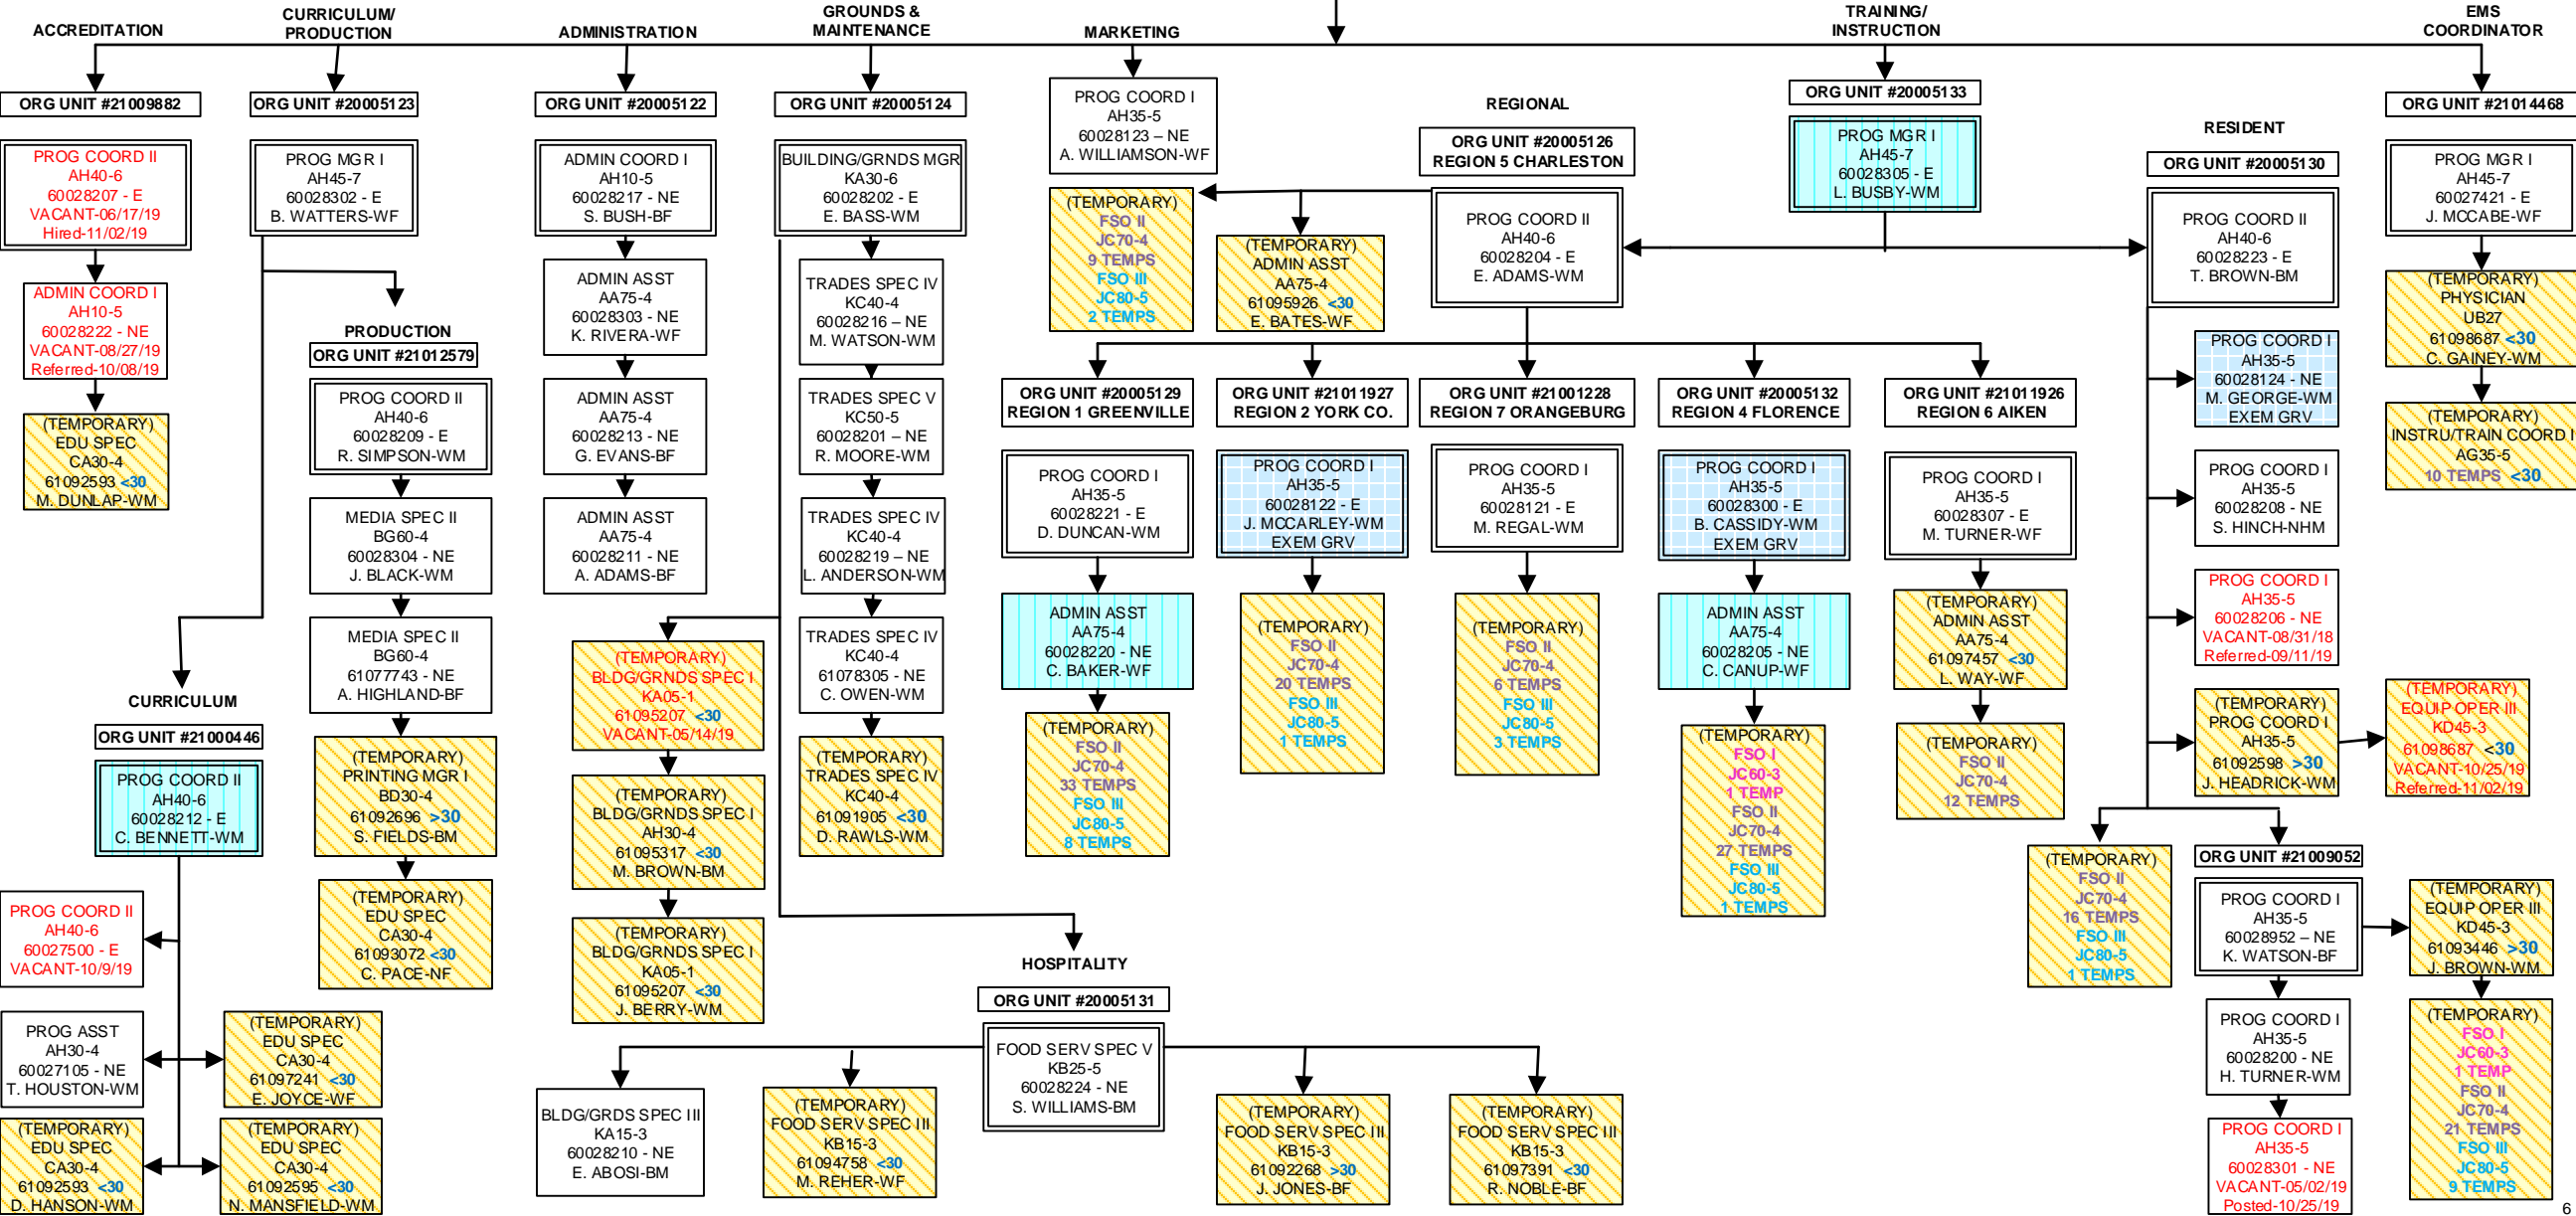 ACCREDITATION
ORG UNIT #21009882
PROG COORD II
AH40-6
60028207 - E
VACANT-06/17/19
Hired-11/02/19
ADMIN COORD I
AH10-5
60028222 - NE
VACANT-08/27/19
Referred-10/08/19
(TEMPORARY)
EDU SPEC
CA30-4
61092593 <30
M. DUNLAP-WM
CURRICULUM/
PRODUCTION
ORG UNIT #20005123
PROG MGR I
AH45-7
60028302 - E
B. WATTERS-WF
PRODUCTION
ORG UNIT #21012579
PROG COORD II
AH40-6
60028209 - E
R. SIMPSON-WM
MEDIA SPEC II
BG60-4
60028304 - NE
J. BLACK-WM
MEDIA SPEC II
BG60-4
61077743 - NE
A. HIGHLAND-BF
(TEMPORARY)
PRINTING MGR I
BD30-4
61092696 >30
S. FIELDS-BM
(TEMPORARY)
EDU SPEC
CA30-4
61093072 <30
C. PACE-NF
CURRICULUM
ORG UNIT #21000446
PROG COORD II
AH40-6
60028212 - E
C. BENNETT-WM
PROG COORD II
AH40-6
60027500 - E
VACANT-10/9/19
PROG ASST
AH30-4
60027105 - NE
T. HOUSTON-WM
(TEMPORARY)
EDU SPEC
CA30-4
61097241 <30
E. JOYCE-WF
(TEMPORARY)
EDU SPEC
CA30-4
61092593 <30
D. HANSON-WM
(TEMPORARY)
EDU SPEC
CA30-4
61092595 <30
N. MANSFIELD-WM
ADMINISTRATION
ORG UNIT #20005122
ADMIN COORD I
AH10-5
60028217 - NE
S. BUSH-BF
ADMIN ASST
AA75-4
60028303 - NE
K. RIVERA-WF
ADMIN ASST
AA75-4
60028213 - NE
G. EVANS-BF
ADMIN ASST
AA75-4
60028211 - NE
A. ADAMS-BF
GROUNDS &
MAINTENANCE
ORG UNIT #20005124
BUILDING/GRNDS MGR
KA30-6
60028202 - E
E. BASS-WM
TRADES SPEC IV
KC40-4
60028216 – NE
M. WATSON-WM
TRADES SPEC V
KC50-5
60028201 – NE
R. MOORE-WM
TRADES SPEC IV
KC40-4
60028219 – NE
L. ANDERSON-WM
TRADES SPEC IV
KC40-4
61078305 - NE
C. OWEN-WM
(TEMPORARY)
TRADES SPEC IV
KC40-4
61091905 <30
D. RAWLS-WM
(TEMPORARY)
BLDG/GRNDS SPEC I
KA05-1
61095207 <30
VACANT-05/14/19
(TEMPORARY)
BLDG/GRNDS SPEC I
AH30-4
61095317 <30
M. BROWN-BM
(TEMPORARY)
BLDG/GRNDS SPEC I
KA05-1
61095207 <30
J. BERRY-WM
HOSPITALITY
ORG UNIT #20005131
FOOD SERV SPEC V
KB25-5
60028224 - NE
S. WILLIAMS-BM
BLDG/GRDS SPEC III
KA15-3
60028210 - NE
E. ABOSI-BM
(TEMPORARY)
FOOD SERV SPEC III
KB15-3
61094758 <30
M. REHER-WF
(TEMPORARY)
FOOD SERV SPEC III
KB15-3
61092268 >30
J. JONES-BF
(TEMPORARY)
FOOD SERV SPEC III
KB15-3
61097391 <30
R. NOBLE-BF
MARKETING
PROG COORD I
AH35-5
60028123 – NE
A. WILLIAMSON-WF
TRAINING/
INSTRUCTION
ORG UNIT #20005133
PROG MGR I
AH45-7
60028305 - E
L. BUSBY-WM
REGIONAL
ORG UNIT #20005126
REGION 5 CHARLESTON
PROG COORD II
AH40-6
60028204 – E
E. ADAMS-WM
(TEMPORARY)
FSO II
JC70-4
9 TEMPS
FSO III
JC80-5
2 TEMPS
(TEMPORARY)
ADMIN ASST
AA75-4
61095926 <30
E. BATES-WF
ORG UNIT #20005129
REGION 1 GREENVILLE
PROG COORD I
AH35-5
60028221 - E
D. DUNCAN-WM
ADMIN ASST
AA75-4
60028220 - NE
C. BAKER-WF
(TEMPORARY)
FSO II
JC70-4
33 TEMPS
FSO III
JC80-5
8 TEMPS
ORG UNIT #21011927
REGION 2 YORK CO.
PROG COORD I
AH35-5
60028122 - E
J. MCCARLEY-WM
EXEM GRV
(TEMPORARY)
FSO II
JC70-4
20 TEMPS
FSO III
JC80-5
1 TEMPS
ORG UNIT #21001228
REGION 7 ORANGEBURG
PROG COORD I
AH35-5
60028121 - E
M. REGAL-WM
(TEMPORARY)
FSO II
JC70-4
6 TEMPS
FSO III
JC80-5
3 TEMPS
ORG UNIT #20005132
REGION 4 FLORENCE
PROG COORD I
AH35-5
60028300 - E
B. CASSIDY-WM
EXEM GRV
ADMIN ASST
AA75-4
60028205 - NE
C. CANUP-WF
(TEMPORARY)
FSO I
JC60-3
1 TEMP
FSO II
JC70-4
27 TEMPS
FSO III
JC80-5
1 TEMPS
ORG UNIT #21011926
REGION 6 AIKEN
PROG COORD I
AH35-5
60028307 - E
M. TURNER-WF
(TEMPORARY)
ADMIN ASST
AA75-4
61097457 <30
L. WAY-WF
(TEMPORARY)
FSO II
JC70-4
12 TEMPS
RESIDENT
ORG UNIT #20005130
PROG COORD II
AH40-6
60028223 - E
T. BROWN-BM
PROG COORD I
AH35-5
60028124 - NE
M. GEORGE-WM
EXEM GRV
PROG COORD I
AH35-5
60028208 - NE
S. HINCH-NHM
PROG COORD I
AH35-5
60028206 - NE
VACANT-08/31/18
Referred-09/11/19
(TEMPORARY)
PROG COORD I
AH35-5
61092598 >30
J. HEADRICK-WM
(TEMPORARY)
EQUIP OPER III
KD45-3
61098687 <30
VACANT-10/25/19
Referred-11/02/19
(TEMPORARY)
FSO II
JC70-4
16 TEMPS
FSO III
JC80-5
1 TEMPS
ORG UNIT #21009052
PROG COORD I
AH35-5
60028952 – NE
K. WATSON-BF
(TEMPORARY)
EQUIP OPER III
KD45-3
61093446 >30
J. BROWN-WM
PROG COORD I
AH35-5
60028200 - NE
H. TURNER-WM
PROG COORD I
AH35-5
60028301 - NE
VACANT-05/02/19
Posted-10/25/19
(TEMPORARY)
FSO I
JC60-3
1 TEMP
FSO II
JC70-4
21 TEMPS
FSO III
JC80-5
9 TEMPS
EMS
COORDINATOR
ORG UNIT #21014468
PROG MGR I
AH45-7
60027421 - E
J. MCCABE-WF
(TEMPORARY)
PHYSICIAN
UB27
61098687 <30
C. GAINEY-WM
(TEMPORARY)
INSTRU/TRAIN COORD I
AG35-5
10 TEMPS <30
6